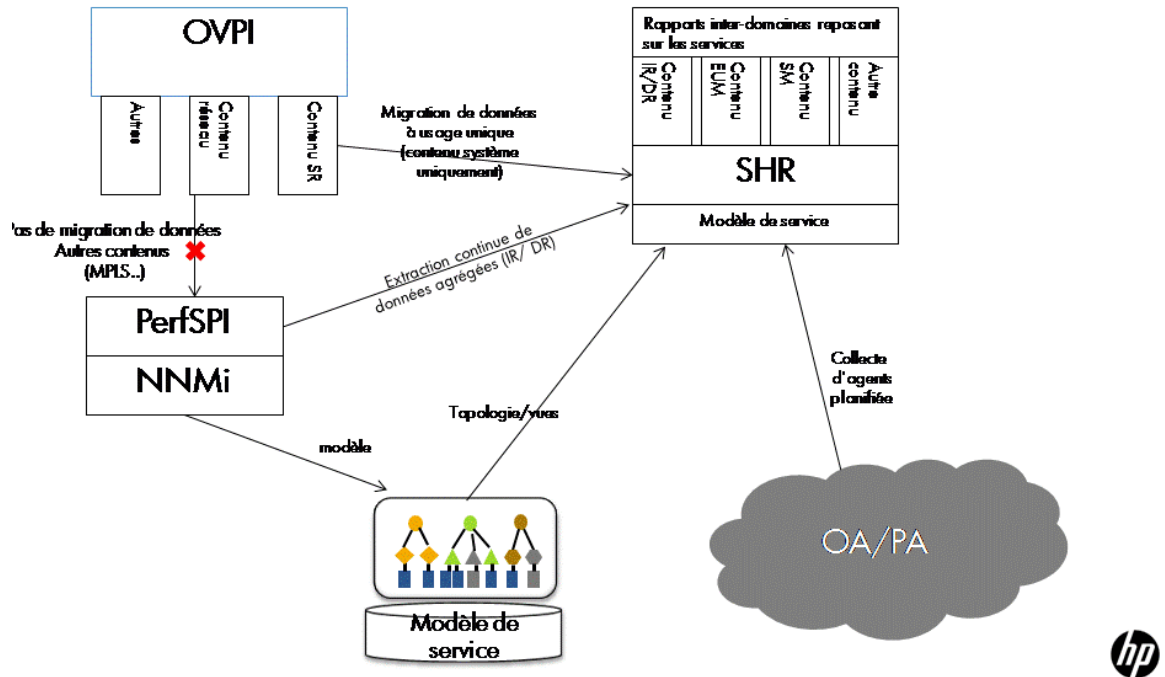 OVPI
Autres
Contenu
réseau
Contenu SR
Migration de données
à usage unique
(contenu système
uniquement)
Rapports inter-domaines reposant
sur les services
Contenu
IR/DR
Contenu
EUM
Contenu
SM
Autre
contenu
SHR
Modèle de service
Pas de migration de données
Autres contenus
(MPLS..)
Extraction continue de
données agrégées (IR/ DR)
PerfSPI
NNMi
modèle
Tapologie/vues
Collecte
d'agents
planifiée
OA/PA
Modèle de
service
hp